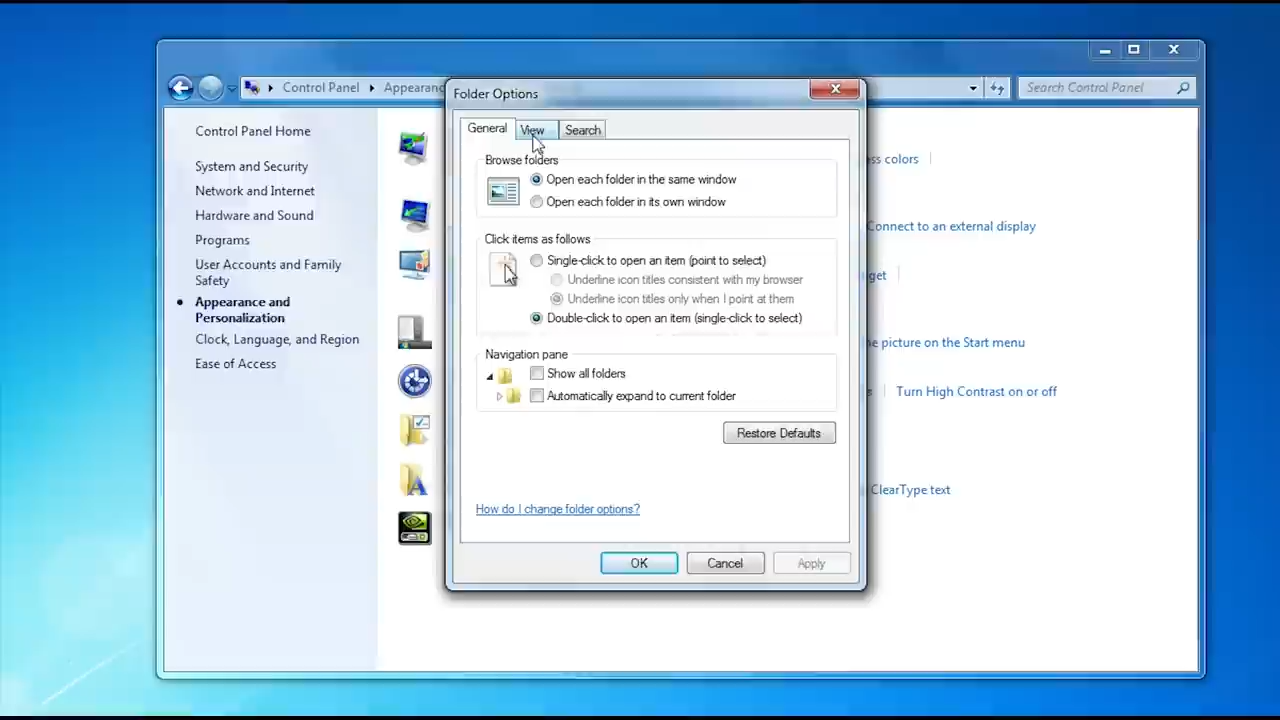 Control Panel
Search Control Panel
Folder Options
General
View
Search
Browse folders
Open each folder in the same window
Open each folder in its own window
Click items as follows
Single-click to open an item (point to select)
Underline icon titles consistent with my browser
Underline icon titles only when I point at them
Double-click to open an item (single-click to select)
Navigation pane
Show all folders
Automatically expand to current folder
Restore Defaults
How do I change folder options?
OK
Cancel
Apply
Control Panel Home
System and Security
Network and Internet
Hardware and Sound
Programs
User Accounts and Family
Safety
Appearance and
Personalization
Clock, Language, and Region
Ease of Access
colors
Connect to an external display
picture on the Start menu
Turn High Contrast on or off
ClearType text